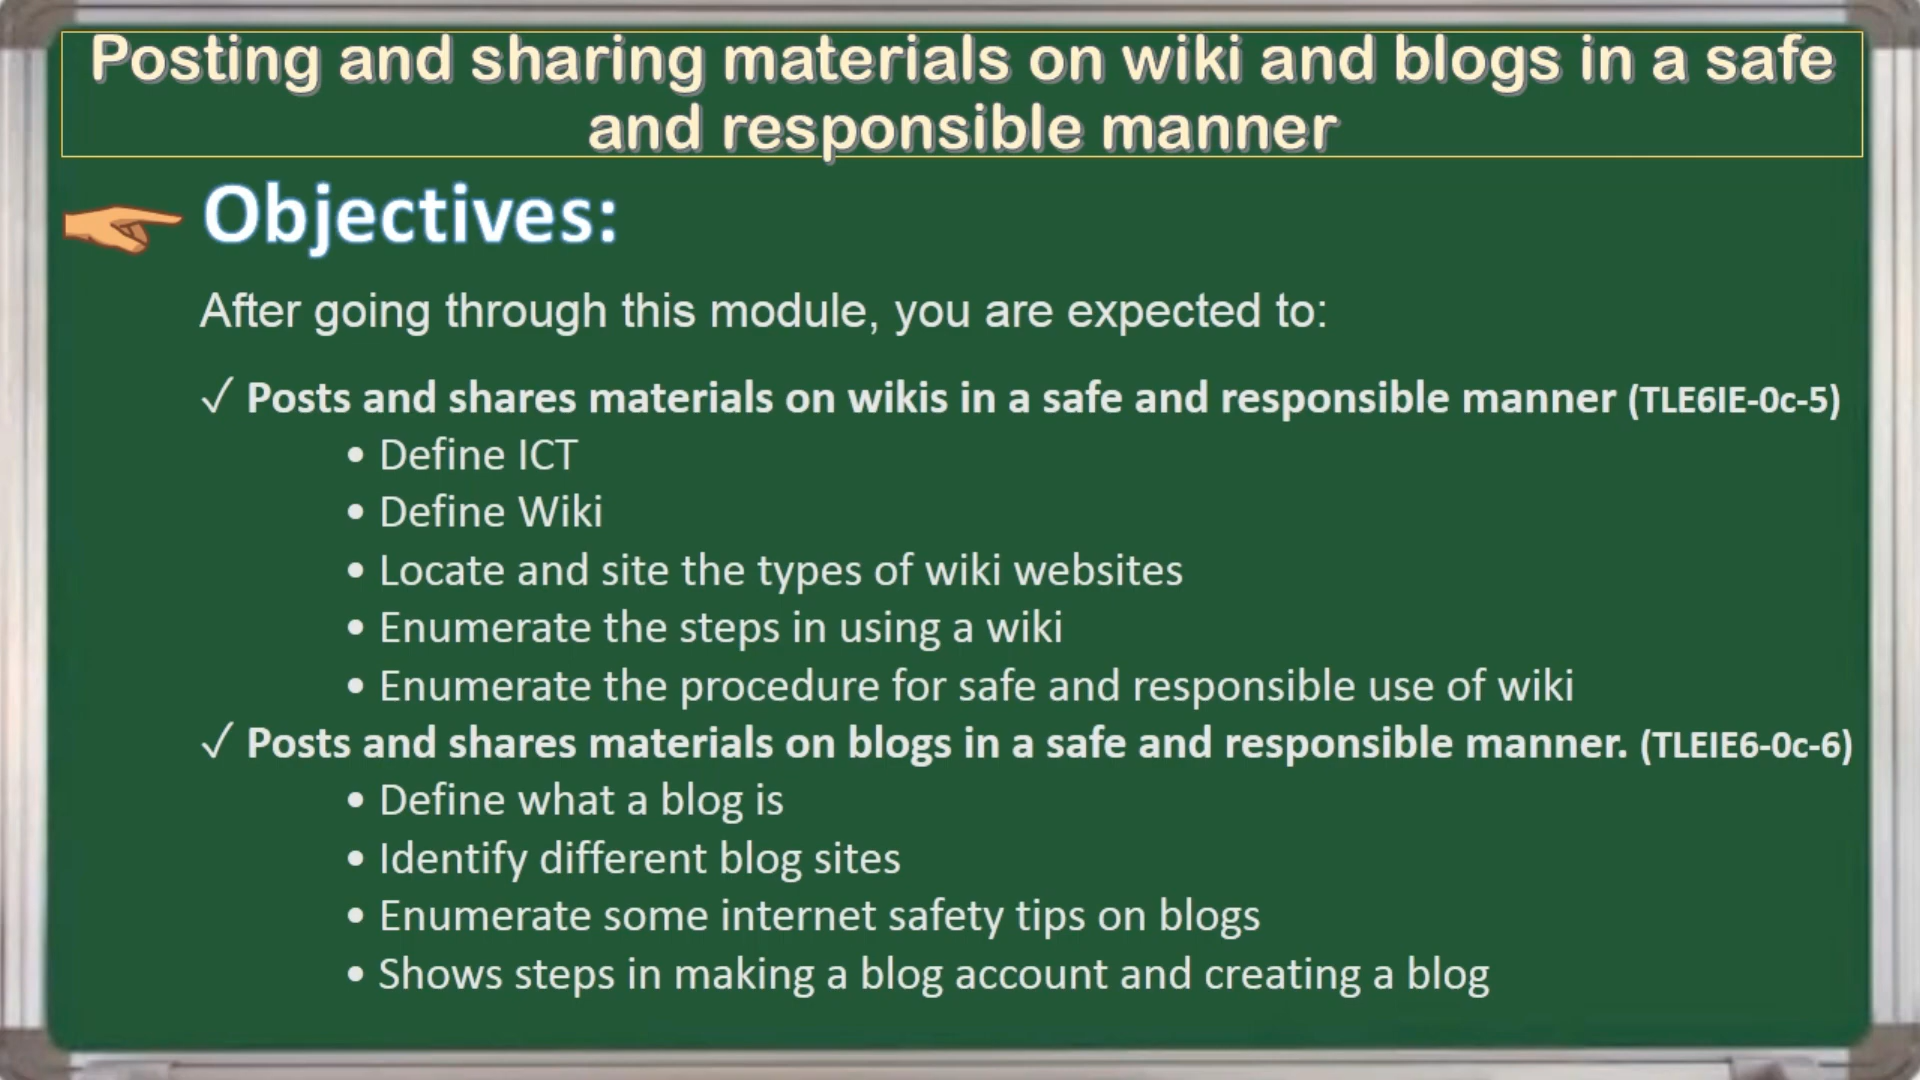 Posting and sharing materials on wiki and blogs in a safe
and responsible manner
Objectives:
After going through this module, you are expected to:
✓ Posts and shares materials on wikis in a safe and responsible manner (TLE6IE-0c-5)
• Define ICT
• Define Wiki
• Locate and site the types of wiki websites
• Enumerate the steps in using a wiki
• Enumerate the procedure for safe and responsible use of wiki
✓ Posts and shares materials on blogs in a safe and responsible manner. (TLEIE6-0c-6)
• Define what a blog is
• Identify different blog sites
• Enumerate some internet safety tips on blogs
• Shows steps in making a blog account and creating a blog